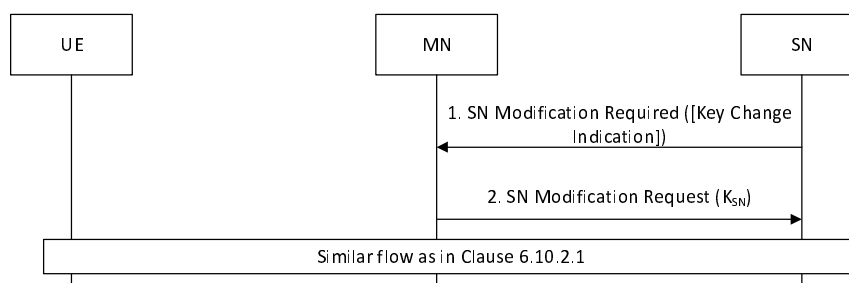 UE
MN
SN
1. SN Modification Required ([Key Change
Indication])
2. SN Modification Request (KSN)
Similar flow as in Clause 6.10.2.1